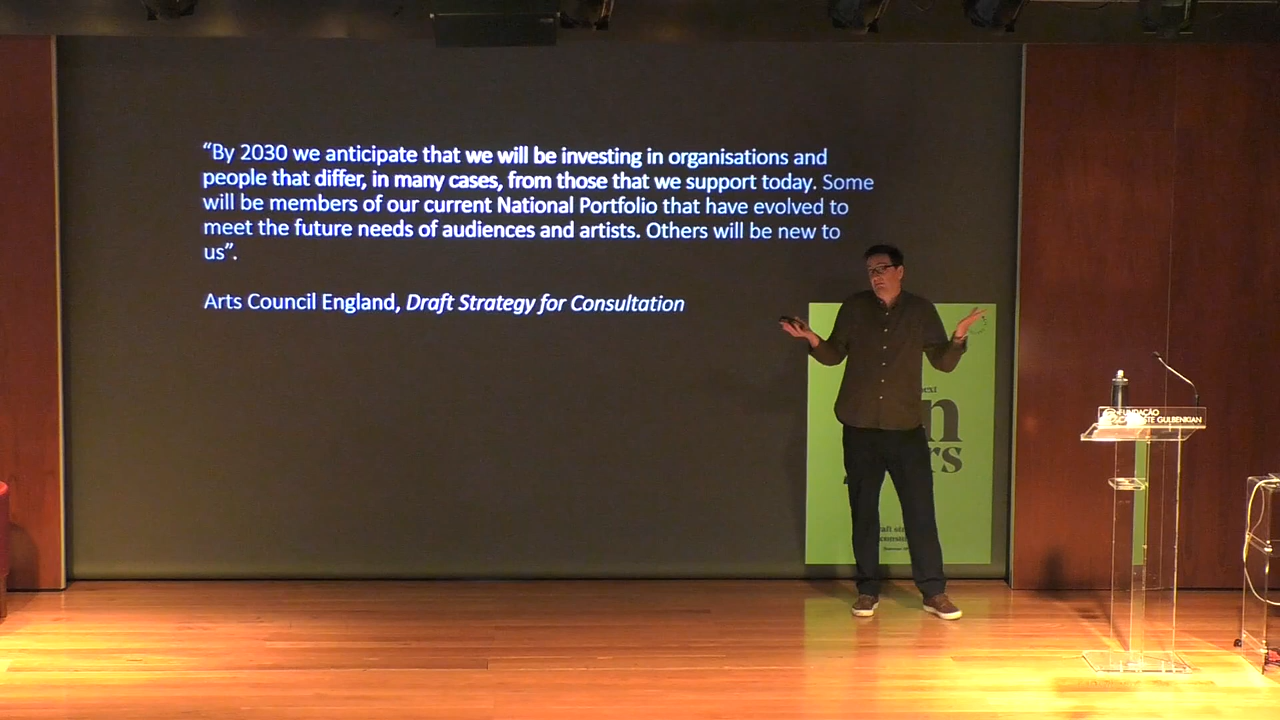 “By 2030 we anticipate that we will be investing in organisations and
people that differ, in many cases, from those that we support today. Some
will be members of our current National Portfolio that have evolved to
meet the future needs of audiences and artists. Others will be new to
us”.
Arts Council England, Draft Strategy for Consultation
FUNDAÇÃO
GULBENKIAN